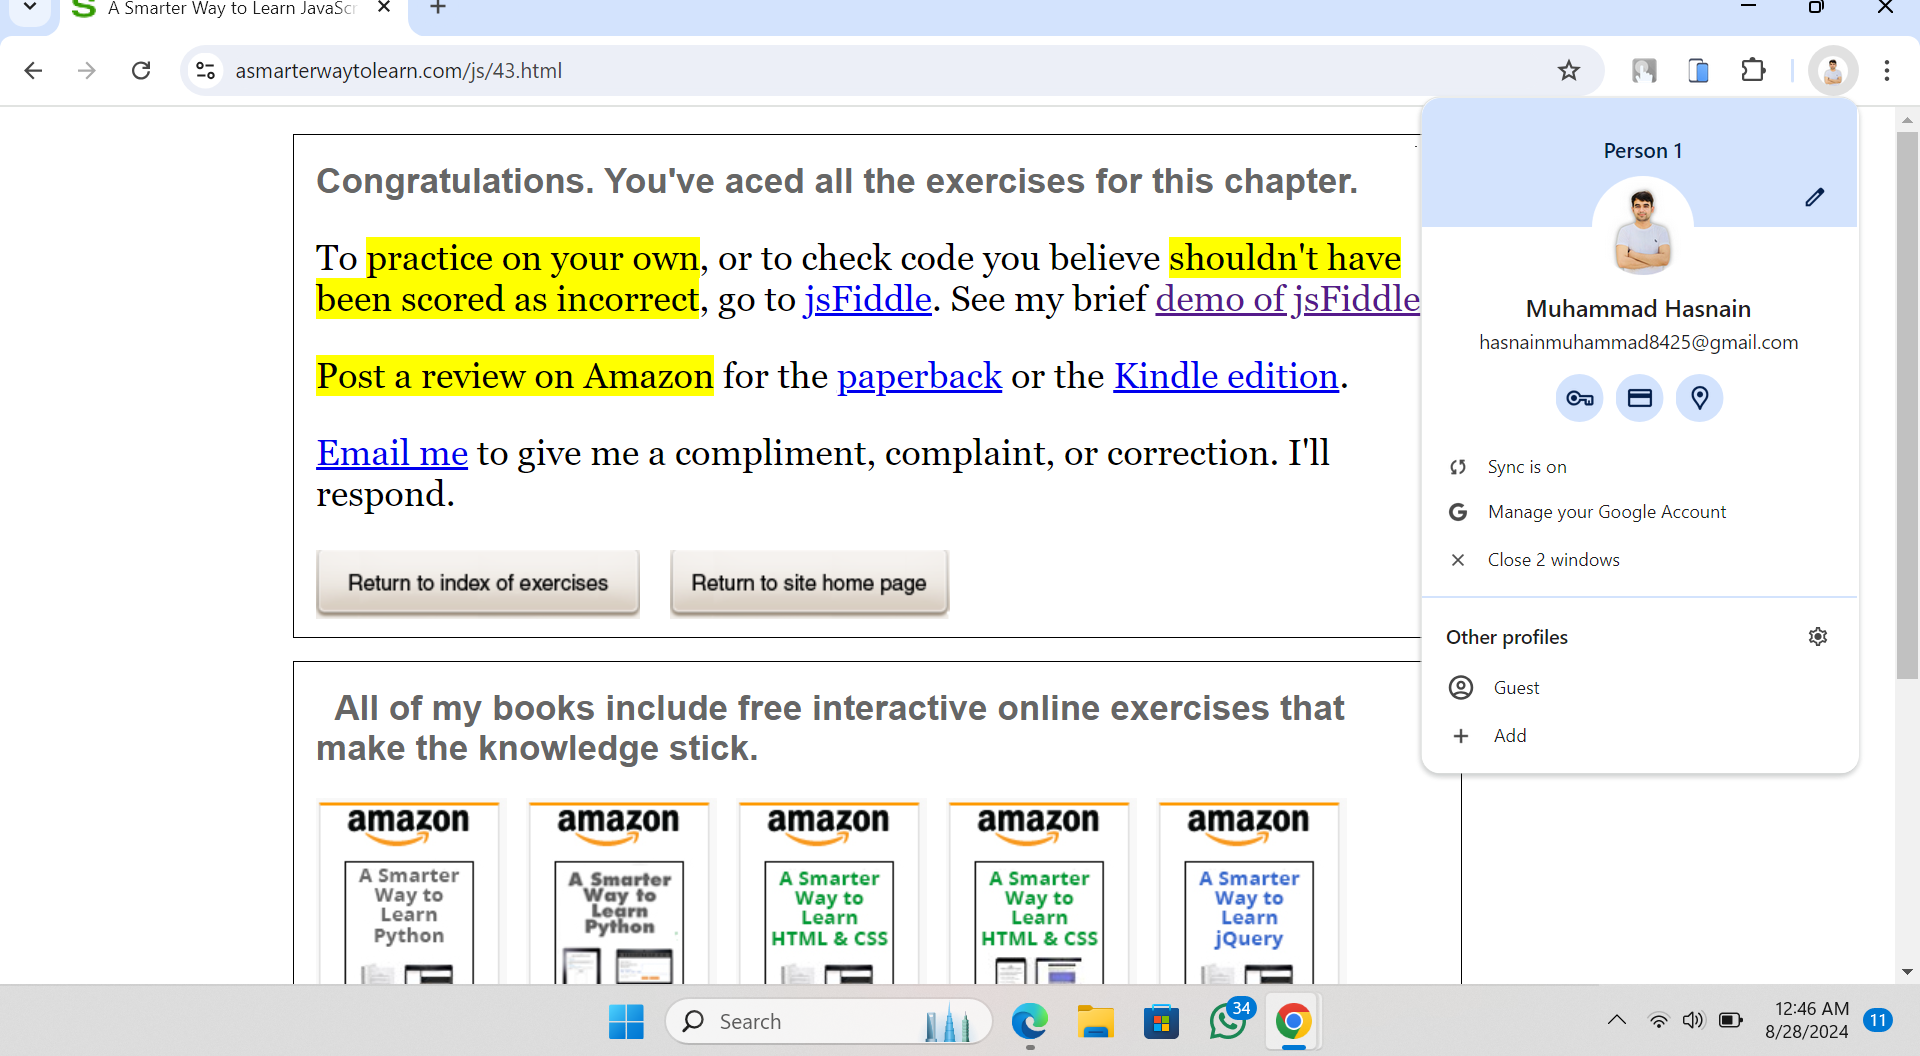 A Smarter Way to Learn JavaScr
asmarterwaytolearn.com/js/43.html
Congratulations. You've aced all the exercises for this chapter.
To practice on your own, or to check code you believe shouldn't have
been scored as incorrect, go to jsFiddle. See my brief demo of jsFiddle
Post a review on Amazon for the paperback or the Kindle edition.
Email me to give me a compliment, complaint, or correction. I'll
respond.
Return to index of exercises
Return to site home page
All of my books include free interactive online exercises that
make the knowledge stick.
amazon
A Smarter
Way to
Learn
Python
amazon
A Smarter
Way to
Learn
Python
amazon
A Smarter
Way to
Learn
HTML & CSS
amazon
A Smarter
Way to
Learn
HTML & CSS
amazon
A Smarter
Way to
Learn
jQuery
Person 1
Muhammad Hasnain
hasnainmuhammad8425@gmail.com
Sync is on
Manage your Google Account
Close 2 windows
Other profiles
Guest
Add
Search
34
12:46 AM
8/28/2024
11